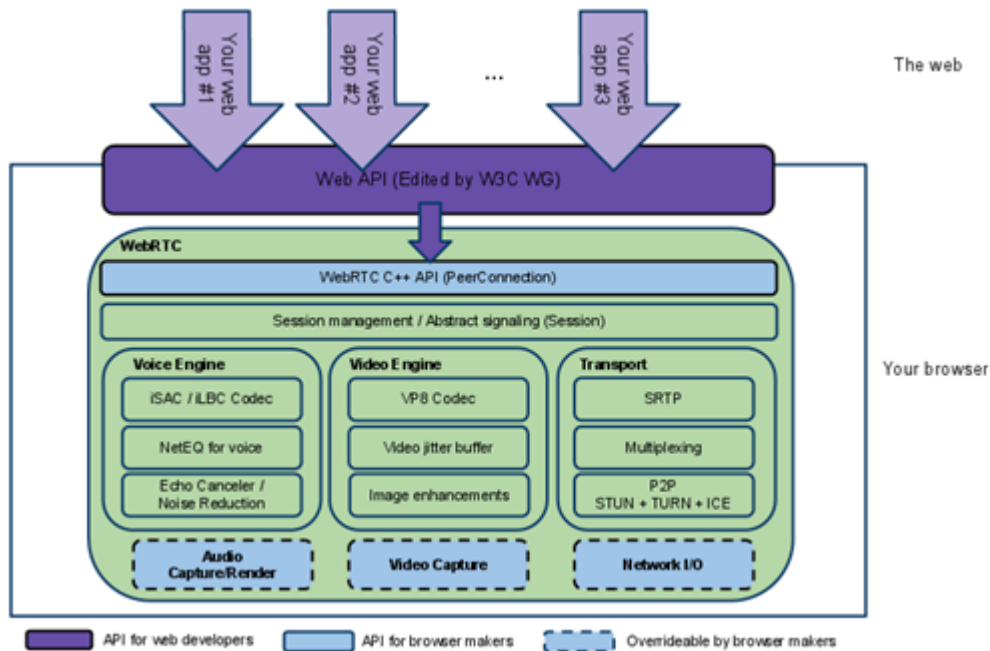 Your web
app #1
Your web
app #2
...
Your web
app #3
The web
Web API (Edited by W3C WG)
WebRTC
WebRTC C++ API (PeerConnection)
Session management / Abstract signaling (Session)
Your browser
Voice Engine
iSAC / iLBC Codec
NetEQ for voice
Echo Canceler /
Noise Reduction
Video Engine
VP8 Codec
Video jitter buffer
Image enhancements
Transport
SRTP
Multiplexing
P2P
STUN + TURN + ICE
Audio
Capture/Render
Video Capture
Network I/O
API for web developers
API for browser makers
Overrideable by browser makers